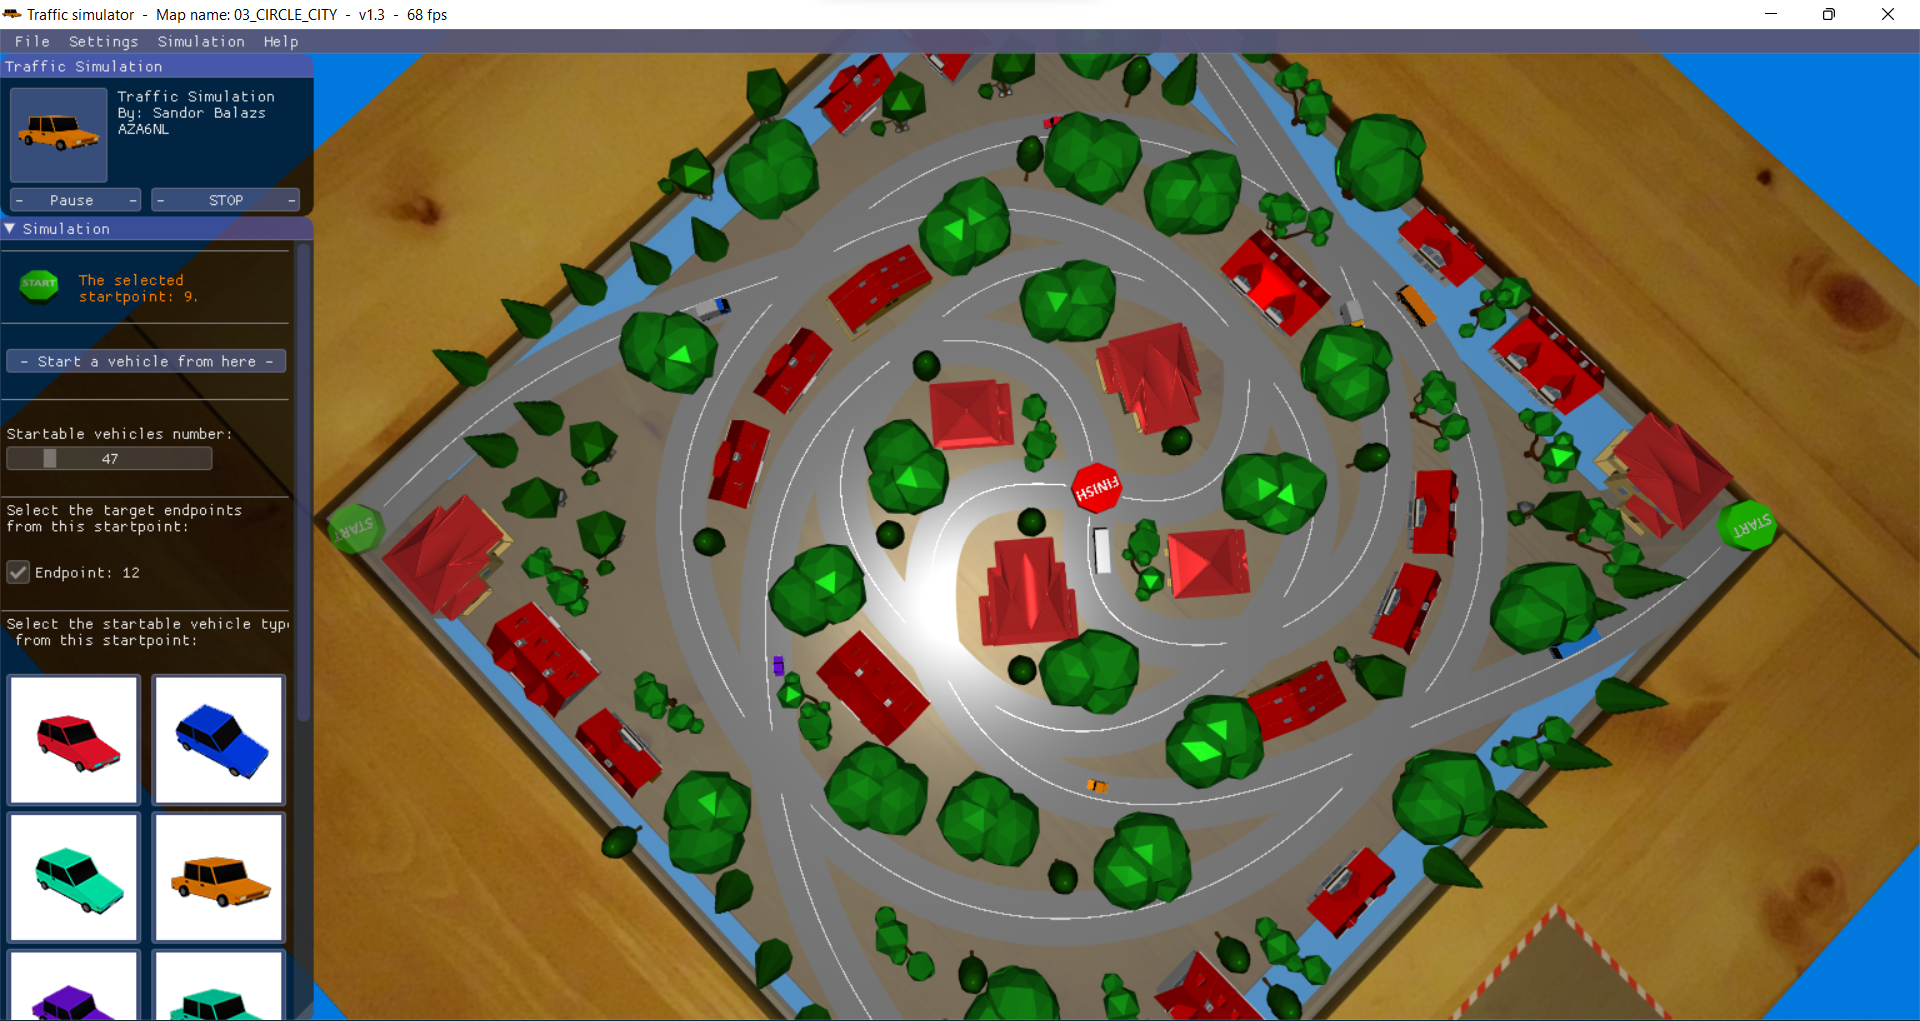 Traffic simulator  -  Map name: 03_CIRCLE_CITY  -  v1.3  -  68 fps
File  Settings  Simulation  Help
Traffic Simulation
Traffic Simulation
By: Sandor Balazs
AZA6NL
- Pause -  - STOP -
▼ Simulation
START
The selected
startpoint: 9.
- Start a vehicle from here -
Startable vehicles number:
47
Select the target endpoints
from this startpoint:
Endpoint: 12
Select the startable vehicle typ
from this startpoint:
FINISH
START
START